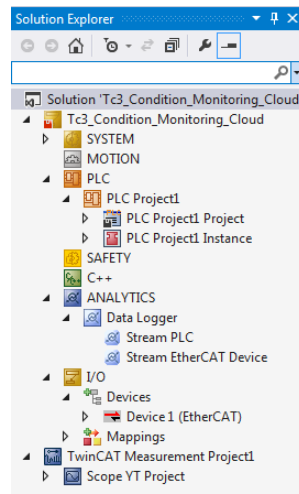 Solution Explorer
Solution 'Tc3_Condition_Monitoring_Cloud
Tc3_Condition_Monitoring_Cloud
SYSTEM
MOTION
PLC
PLC Project1
PLC Project1 Project
PLC Project1 Instance
SAFETY
C++
ANALYTICS
Data Logger
Stream PLC
Stream EtherCAT Device
I/O
Devices
Device 1 (EtherCAT)
Mappings
TwinCAT Measurement Project1
Scope YT Project